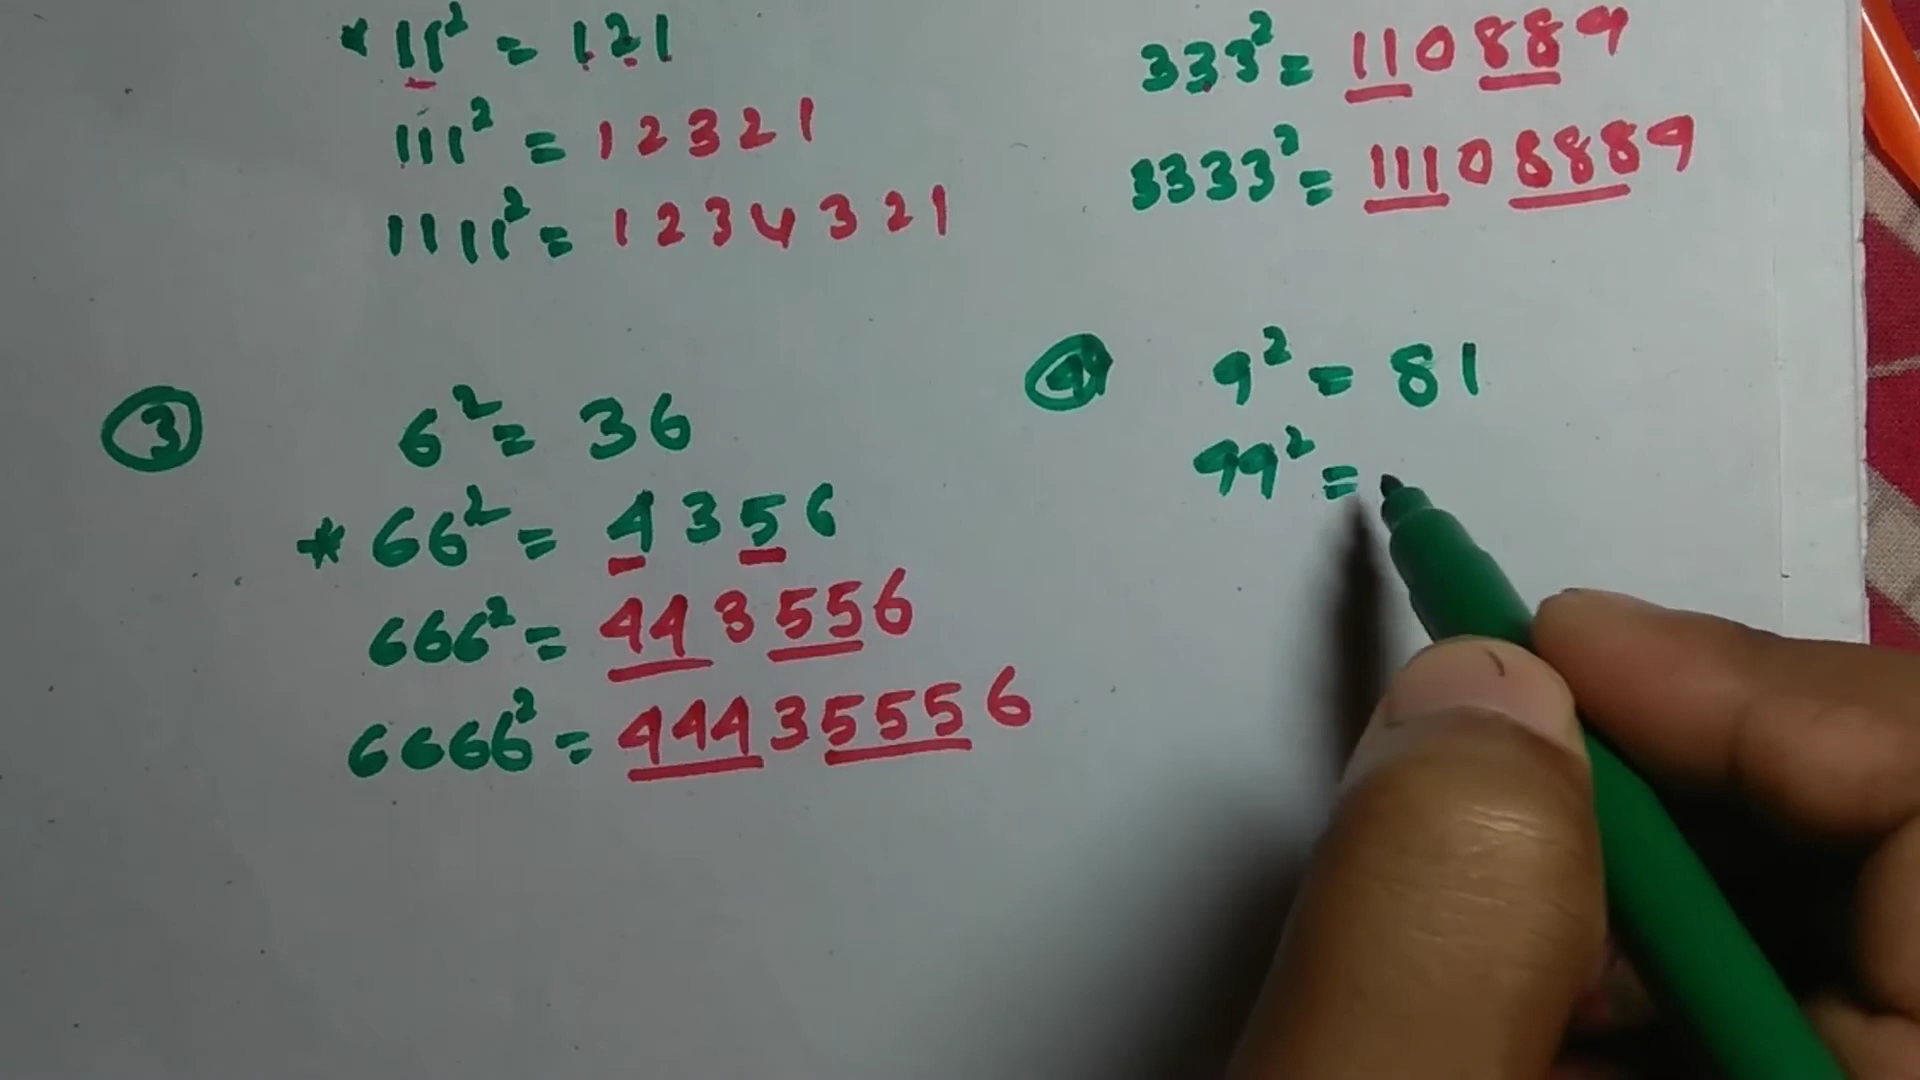 * 11² = 121
111² = 12321
1111² = 1234321
333² = 110889
3333² = 11108889
③ 6² = 36
* 66² = 4356
666² = 443556
6666² = 44435556
④ 9² = 81
99² =